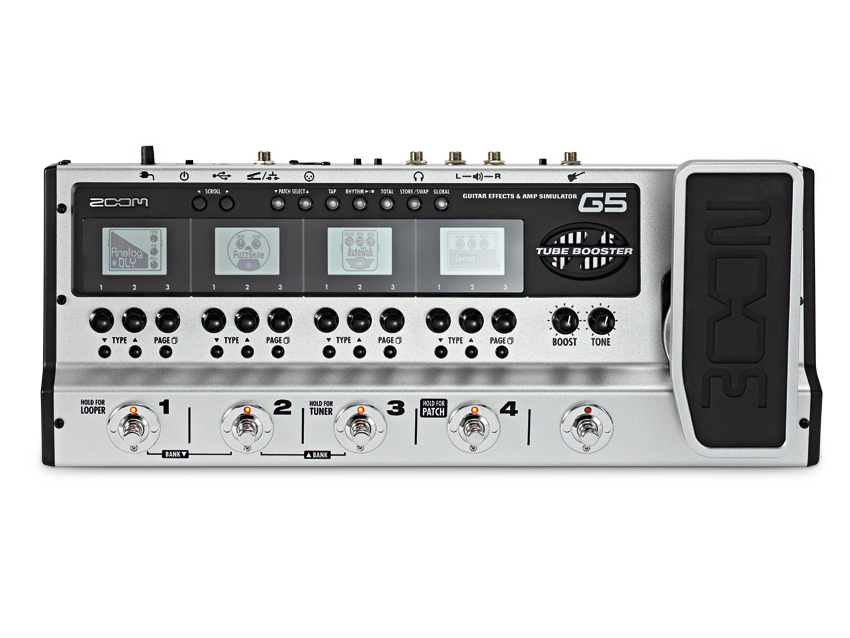 L R
ZOOM
◄ SCROLL ►
▼ PATCH SELECT ▲
TAP
RHYTHM ►/■
TOTAL
STORE/SWAP
GLOBAL
GUITAR EFFECTS & AMP SIMULATOR
G5
Analog
DLY
1 2 3
FuzzSmile
1 2 3
1 2 3
1 2 3
TUBE BOOSTER
▼ TYPE ▲ PAGE
▼ TYPE ▲ PAGE
▼ TYPE ▲ PAGE
▼ TYPE ▲ PAGE
BOOST
TONE
HOLD FOR
LOOPER
1
2
HOLD FOR
TUNER
3
HOLD FOR
PATCH
4
BANK ▼
▲ BANK
ZOOM